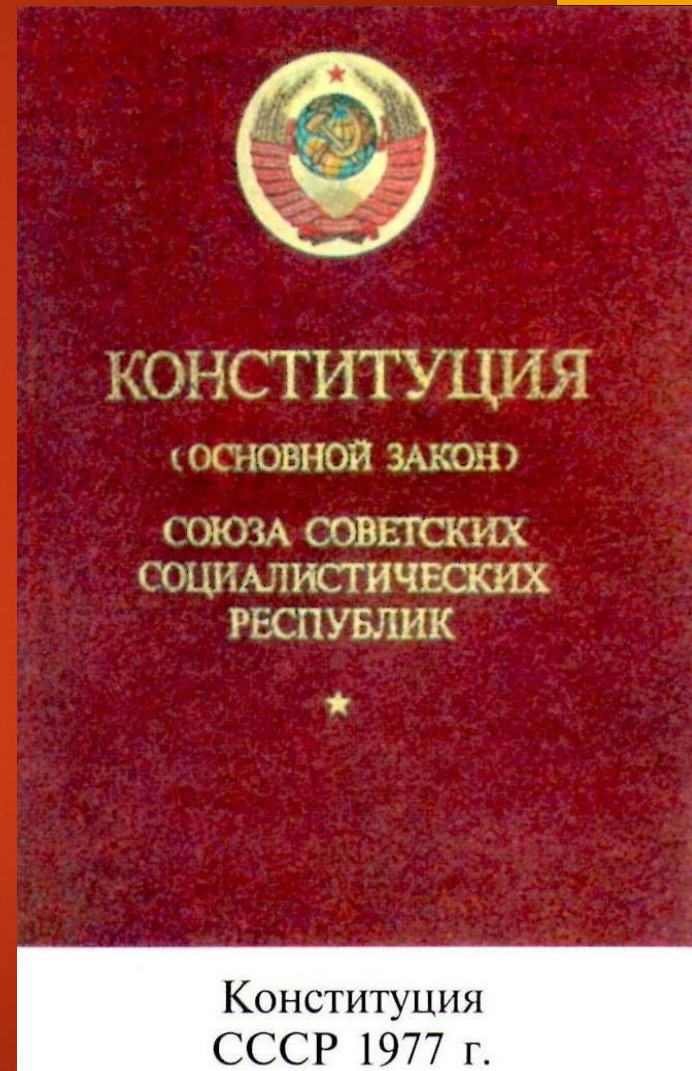 КОНСТИТУЦИЯ
(ОСНОВНОЙ ЗАКОН)
СОЮЗА СОВЕТСКИХ
СОЦИАЛИСТИЧЕСКИХ
РЕСПУБЛИК
Конституция
СССР 1977 г.